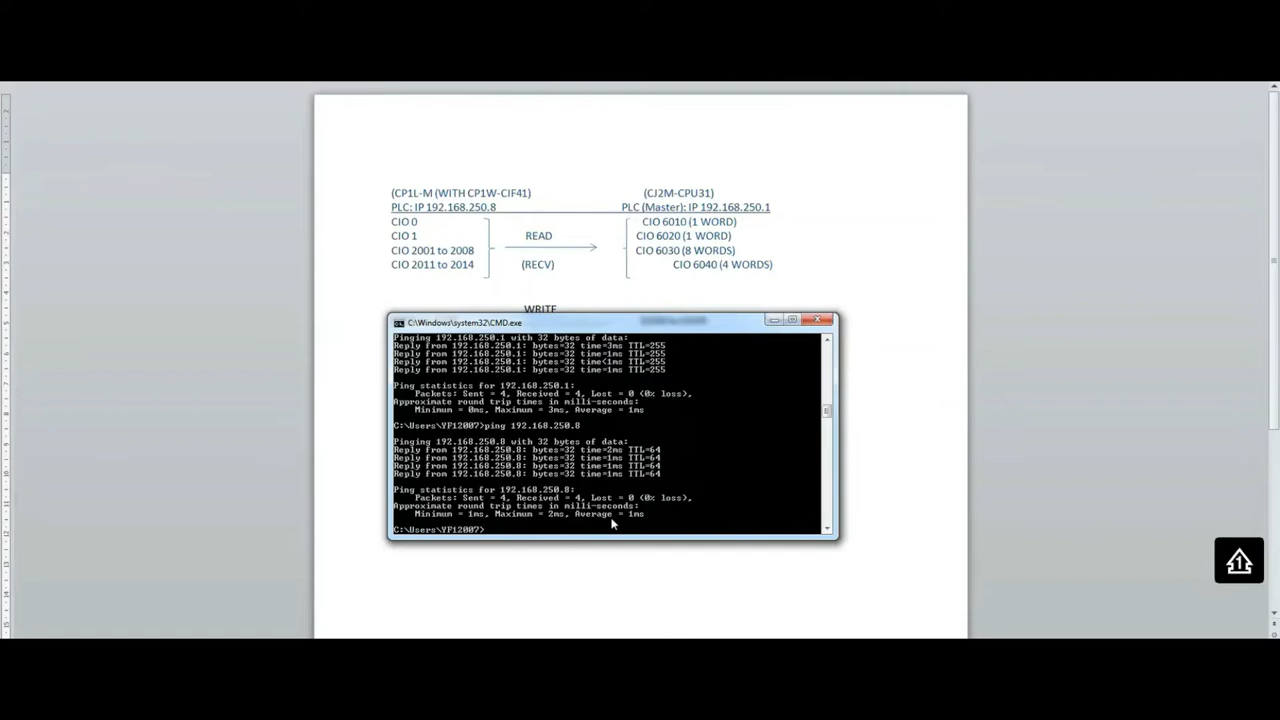 (CP1L-M (WITH CP1W-CIF41) (CJ2M-CPU31)
PLC: IP 192.168.250.8 PLC (Master): IP 192.168.250.1
CIO 0 CIO 6010 (1 WORD)
CIO 1 READ CIO 6020 (1 WORD)
CIO 2001 to 2008 CIO 6030 (8 WORDS)
CIO 2011 to 2014 (RECV) CIO 6040 (4 WORDS)
WRITE
C:\Windows\system32\CMD.exe
Pinging 192.168.250.1 with 32 bytes of data:
Reply from 192.168.250.1: bytes=32 time=3ms TTL=255
Reply from 192.168.250.1: bytes=32 time=1ms TTL=255
Reply from 192.168.250.1: bytes=32 time<1ms TTL=255
Reply from 192.168.250.1: bytes=32 time=1ms TTL=255
Ping statistics for 192.168.250.1:
Packets: Sent = 4, Received = 4, Lost = 0 (0% loss),
Approximate round trip times in milli-seconds:
Minimum = 0ms, Maximum = 3ms, Average = 1ms
C:\Users\YF12007>ping 192.168.250.8
Pinging 192.168.250.8 with 32 bytes of data:
Reply from 192.168.250.8: bytes=32 time=2ms TTL=64
Reply from 192.168.250.8: bytes=32 time=1ms TTL=64
Reply from 192.168.250.8: bytes=32 time=1ms TTL=64
Reply from 192.168.250.8: bytes=32 time=1ms TTL=64
Ping statistics for 192.168.250.8:
Packets: Sent = 4, Received = 4, Lost = 0 (0% loss),
Approximate round trip times in milli-seconds:
Minimum = 1ms, Maximum = 2ms, Average = 1ms
C:\Users\YF12007>